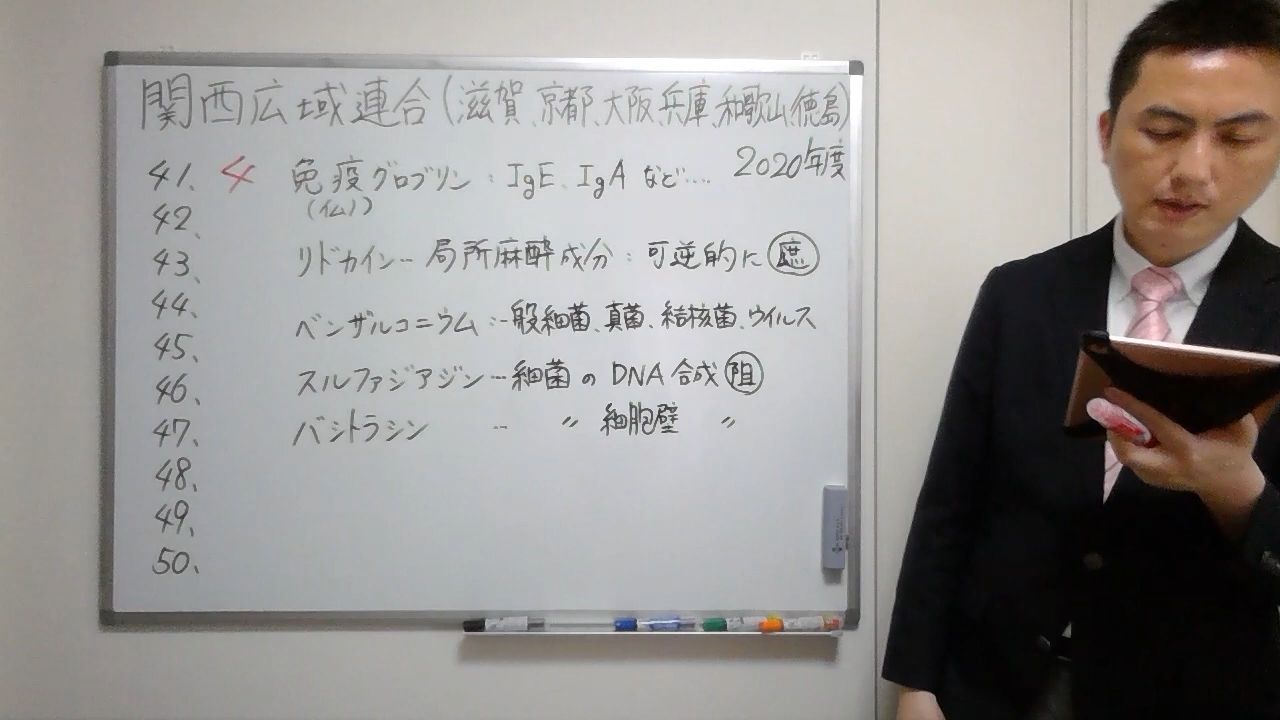 関西広域連合(滋賀、京都、大阪、兵庫、和歌山、徳島)
2020年度
41、 4 免疫グロブリン：IgE、IgA など‥‥
(イムノ)
42、
43、 リドカイン‥局所麻酔成分：可逆的に遮
44、 ベンザルコニウム：一般細菌、真菌、結核菌、ウイルス
45、
46、 スルファジアジン‥細菌のDNA合成阻
47、 バシトラシン ‥ 〃 細胞壁 〃
48、
49、
50、